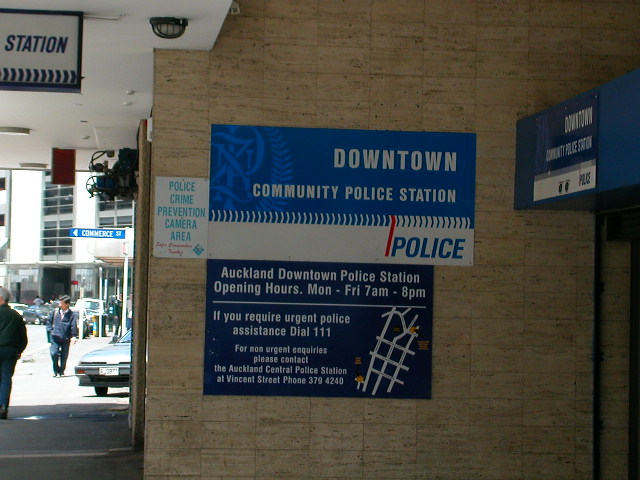 STATION
DOWNTOWN
COMMUNITY POLICE STATION
POLICE
POLICE
CRIME
PREVENTION
CAMERA
AREA
Auckland Downtown Police Station
Opening Hours. Mon - Fri 7am - 8pm
If you require urgent police
assistance Dial 111
For non urgent enquiries
please contact
the Auckland Central Police Station
at Vincent Street Phone 379 4240
COMMERCE ST
DOWNTOWN
COMMUNITY POLICE STATION
POLICE